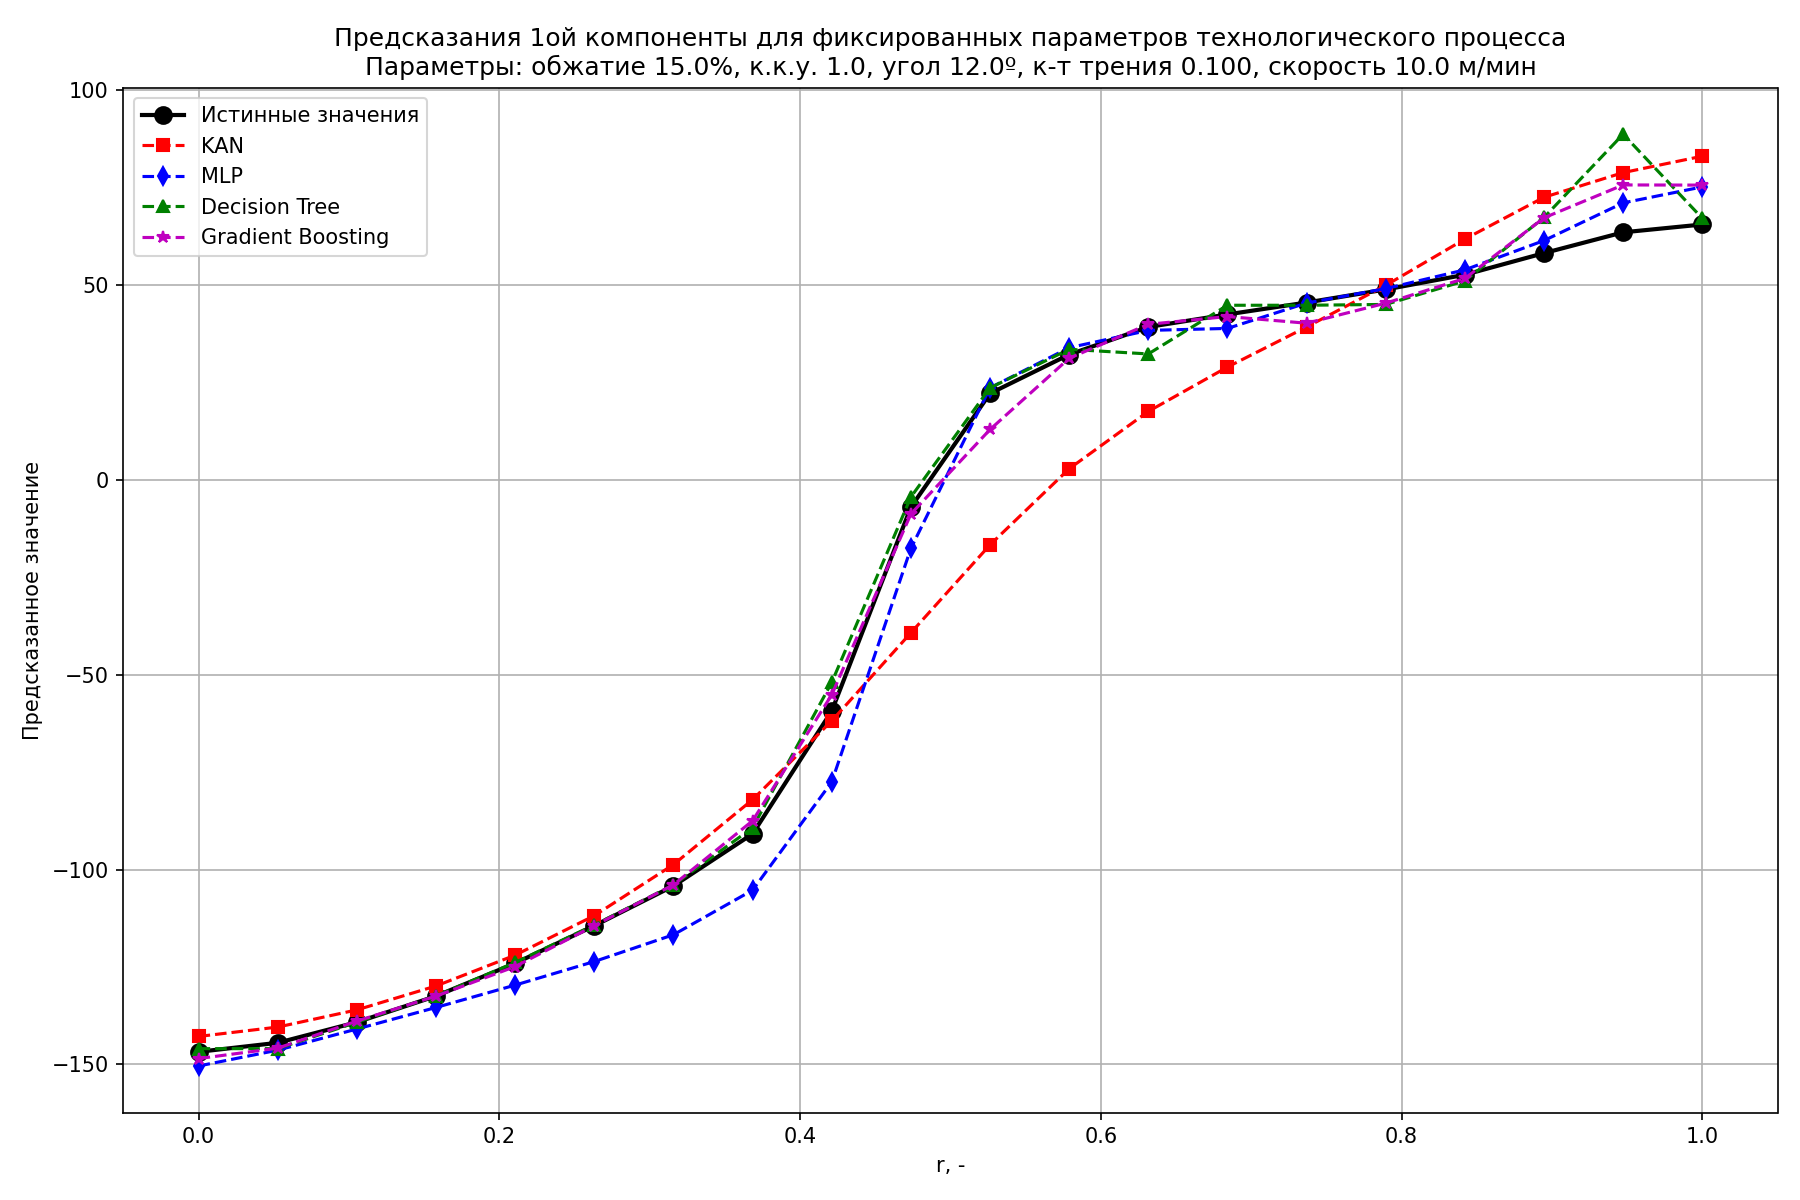 Предсказания 1ой компоненты для фиксированных параметров технологического процесса
Параметры: обжатие 15.0%, к.к.у. 1.0, угол 12.0º, к-т трения 0.100, скорость 10.0 м/мин
Истинные значения
KAN
MLP
Decision Tree
Gradient Boosting
Предсказанное значение
100
50
0
−50
−100
−150
0.0 0.2 0.4 0.6 0.8 1.0
r, -